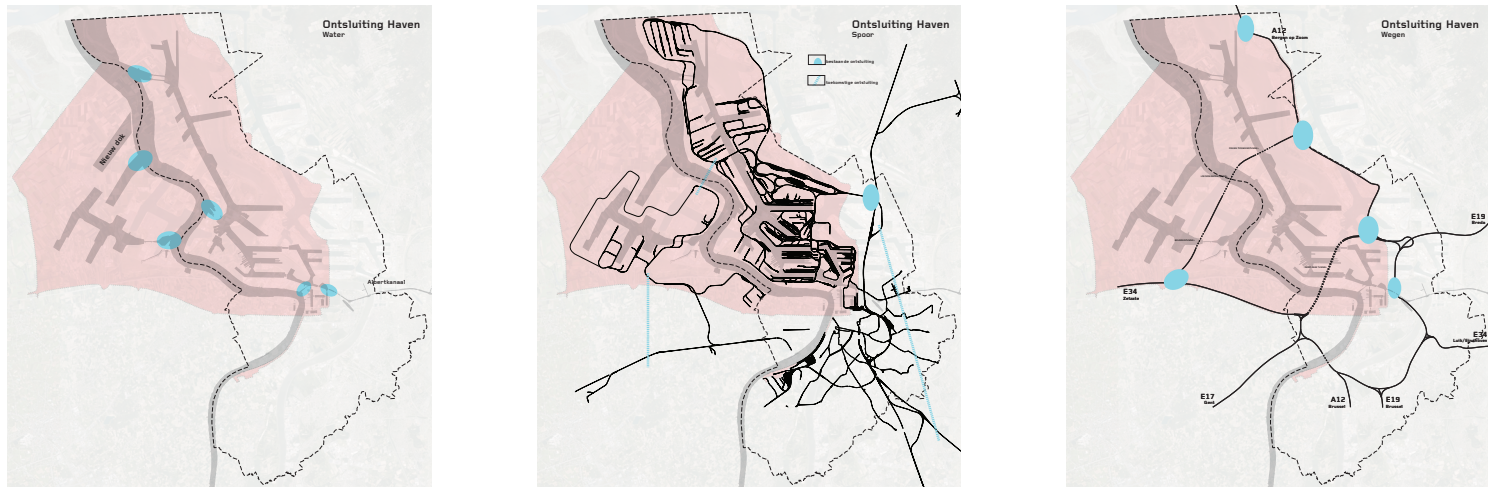 Ontsluiting Haven
Water
Nieuw dok
Albertkanaal
Ontsluiting Haven
Spoor
bestaande ontsluiting
toekomstige ontsluiting
Ontsluiting Haven
Wegen
A12
Bergen op Zoom
E19
Breda
E34
Zelzate
E34
Luik/Eindhoven
E17
Gent
A12
Brussel
E19
Brussel